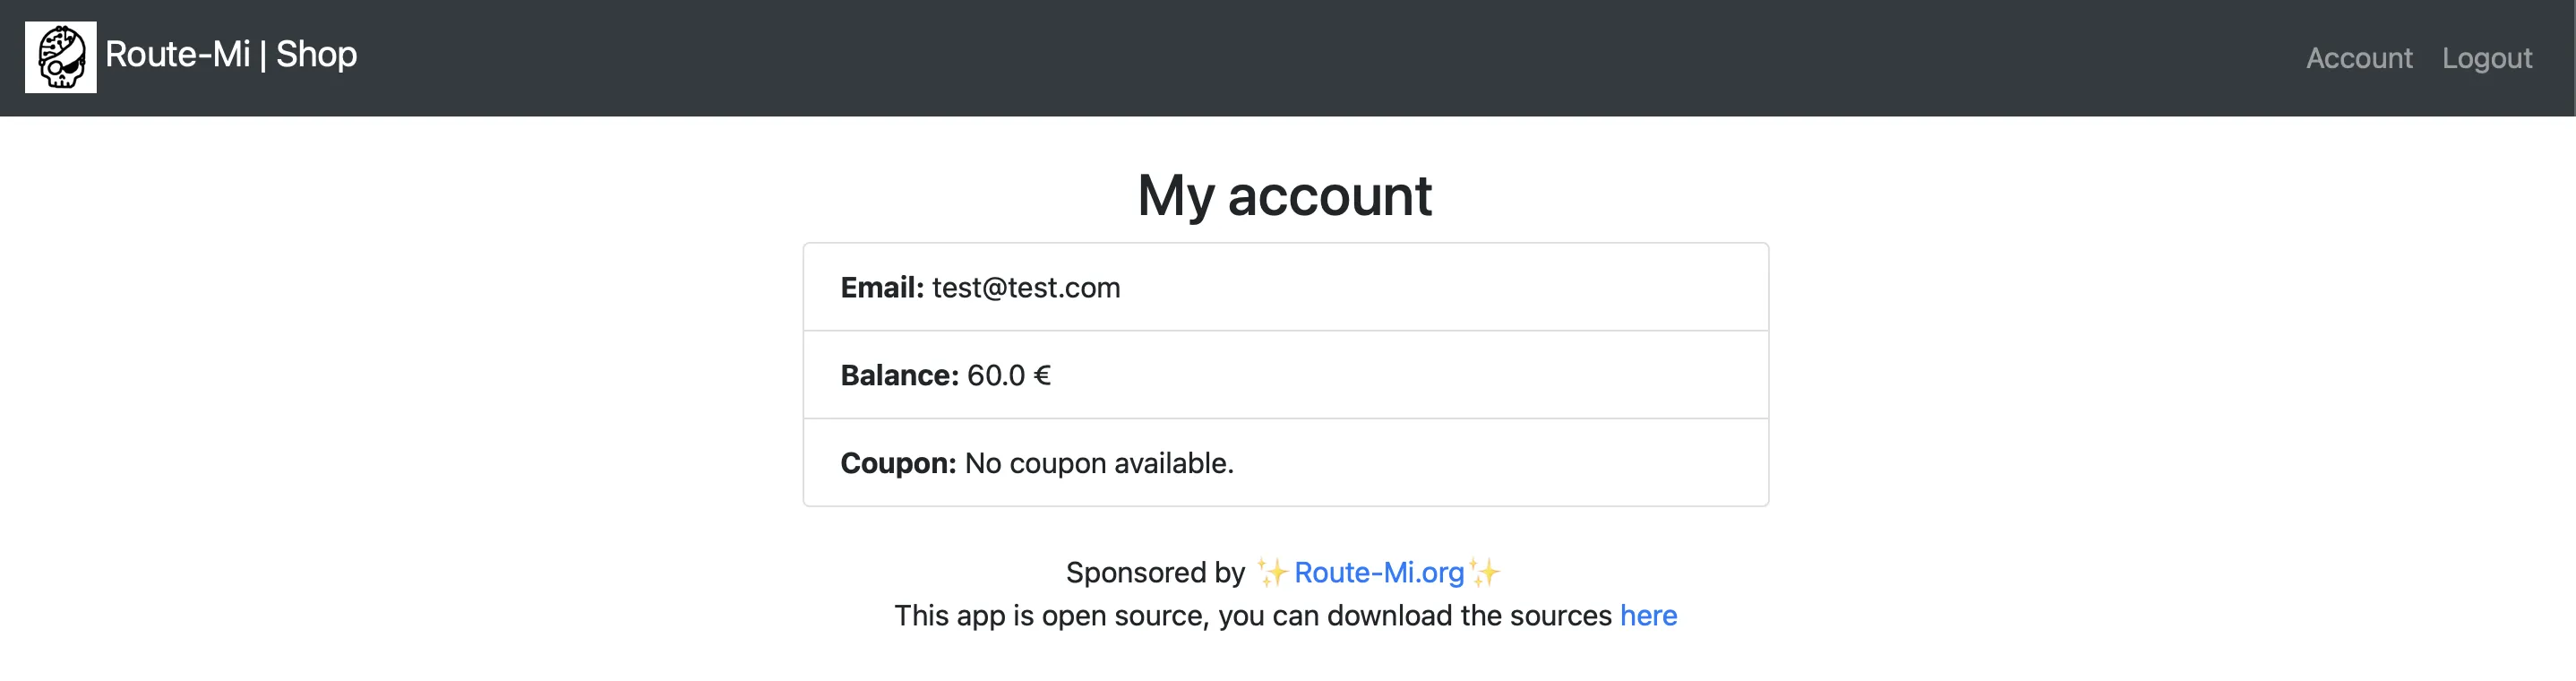 Route-Mi | Shop
Account Logout
My account
Email: test@test.com
Balance: 60.0 €
Coupon: No coupon available.
Sponsored by ✨Route-Mi.org✨
This app is open source, you can download the sources here